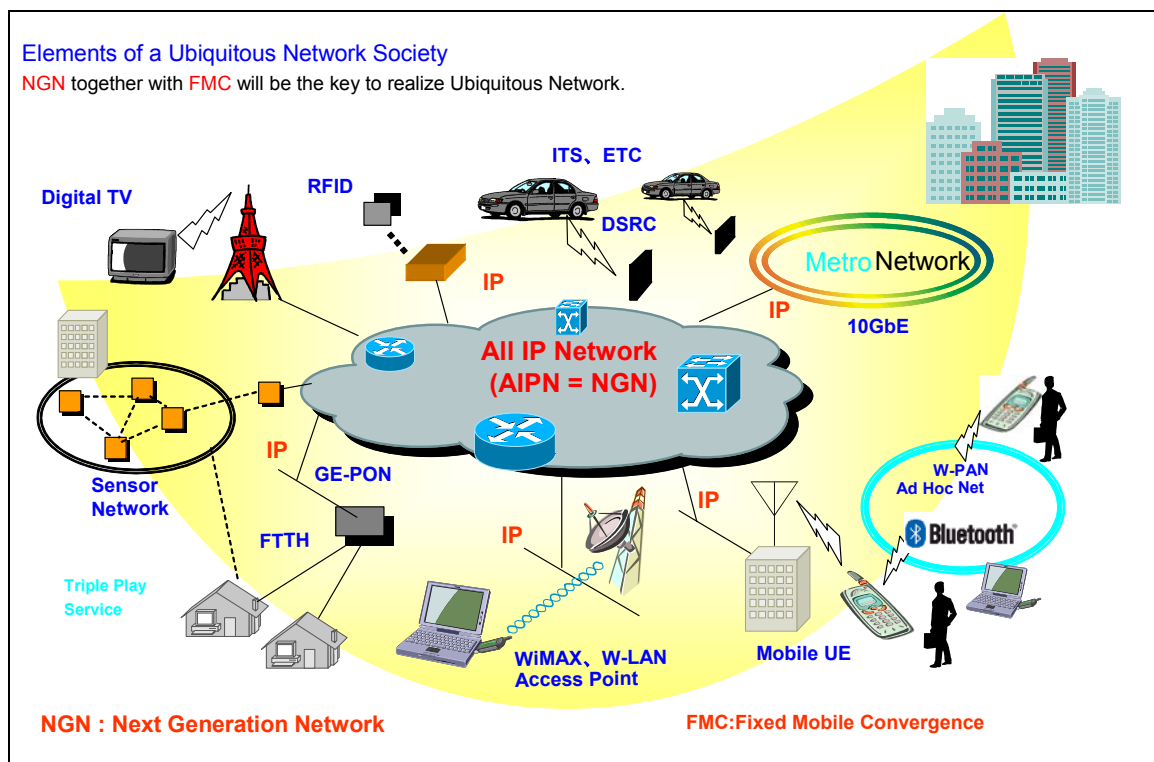 Elements of a Ubiquitous Network Society
NGN together with FMC will be the key to realize Ubiquitous Network.
ITS、ETC
RFID
Digital TV
DSRC
Metro Network
IP
IP
10GbE
All IP Network
(AIPN = NGN)
IP
GE-PON
W-PAN
Ad Hoc Net
Sensor
Network
IP
IP
FTTH
Bluetooth®
Triple Play
Service
WiMAX、W-LAN
Access Point
Mobile UE
NGN : Next Generation Network
FMC:Fixed Mobile Convergence